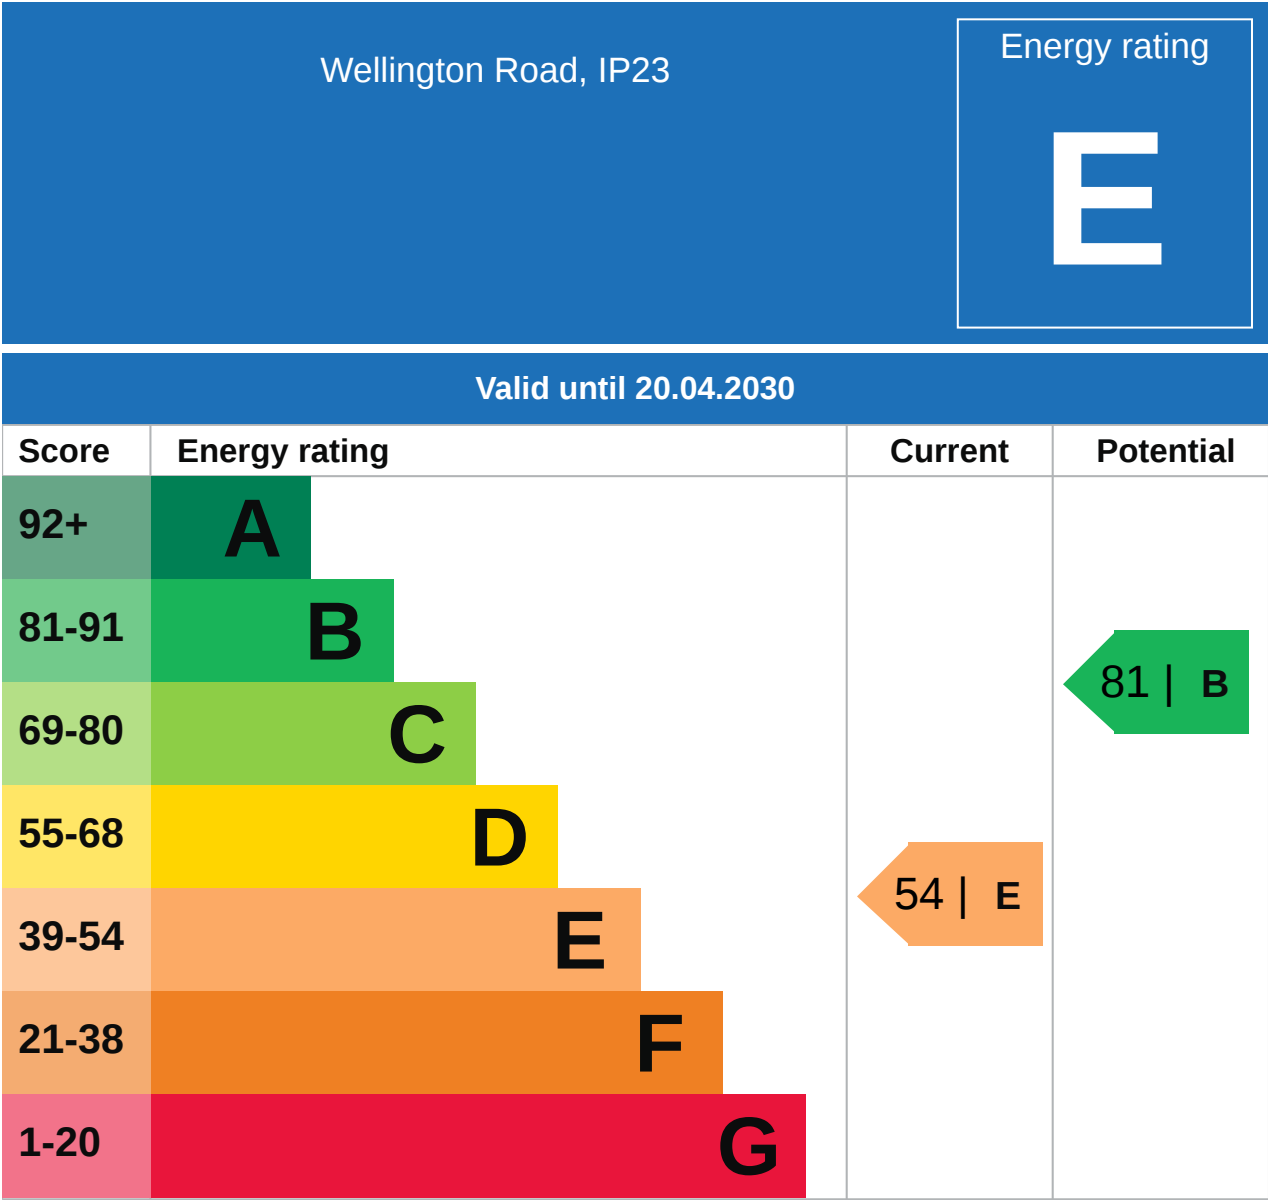 Wellington Road, IP23
Energy rating
E
Valid until 20.04.2030
Score Energy rating Current Potential
92+ A
81-91 B
81 | B
69-80 C
55-68 D
39-54 E
54 | E
21-38 F
1-20 G